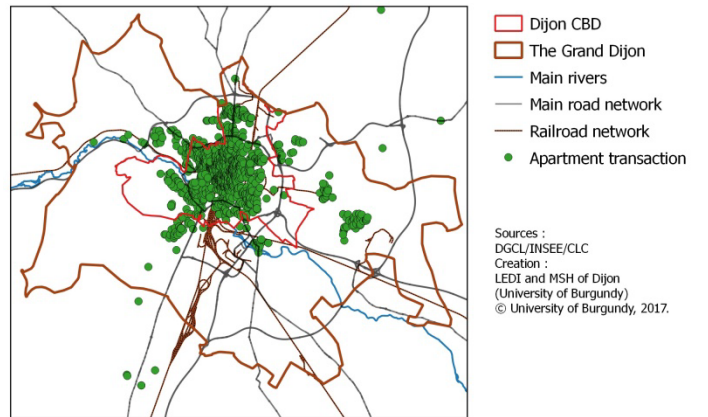 Dijon CBD
The Grand Dijon
Main rivers
Main road network
Railroad network
Apartment transaction
Sources :
DGCL/INSEE/CLC
Creation :
LEDI and MSH of Dijon
(University of Burgundy)
© University of Burgundy, 2017.